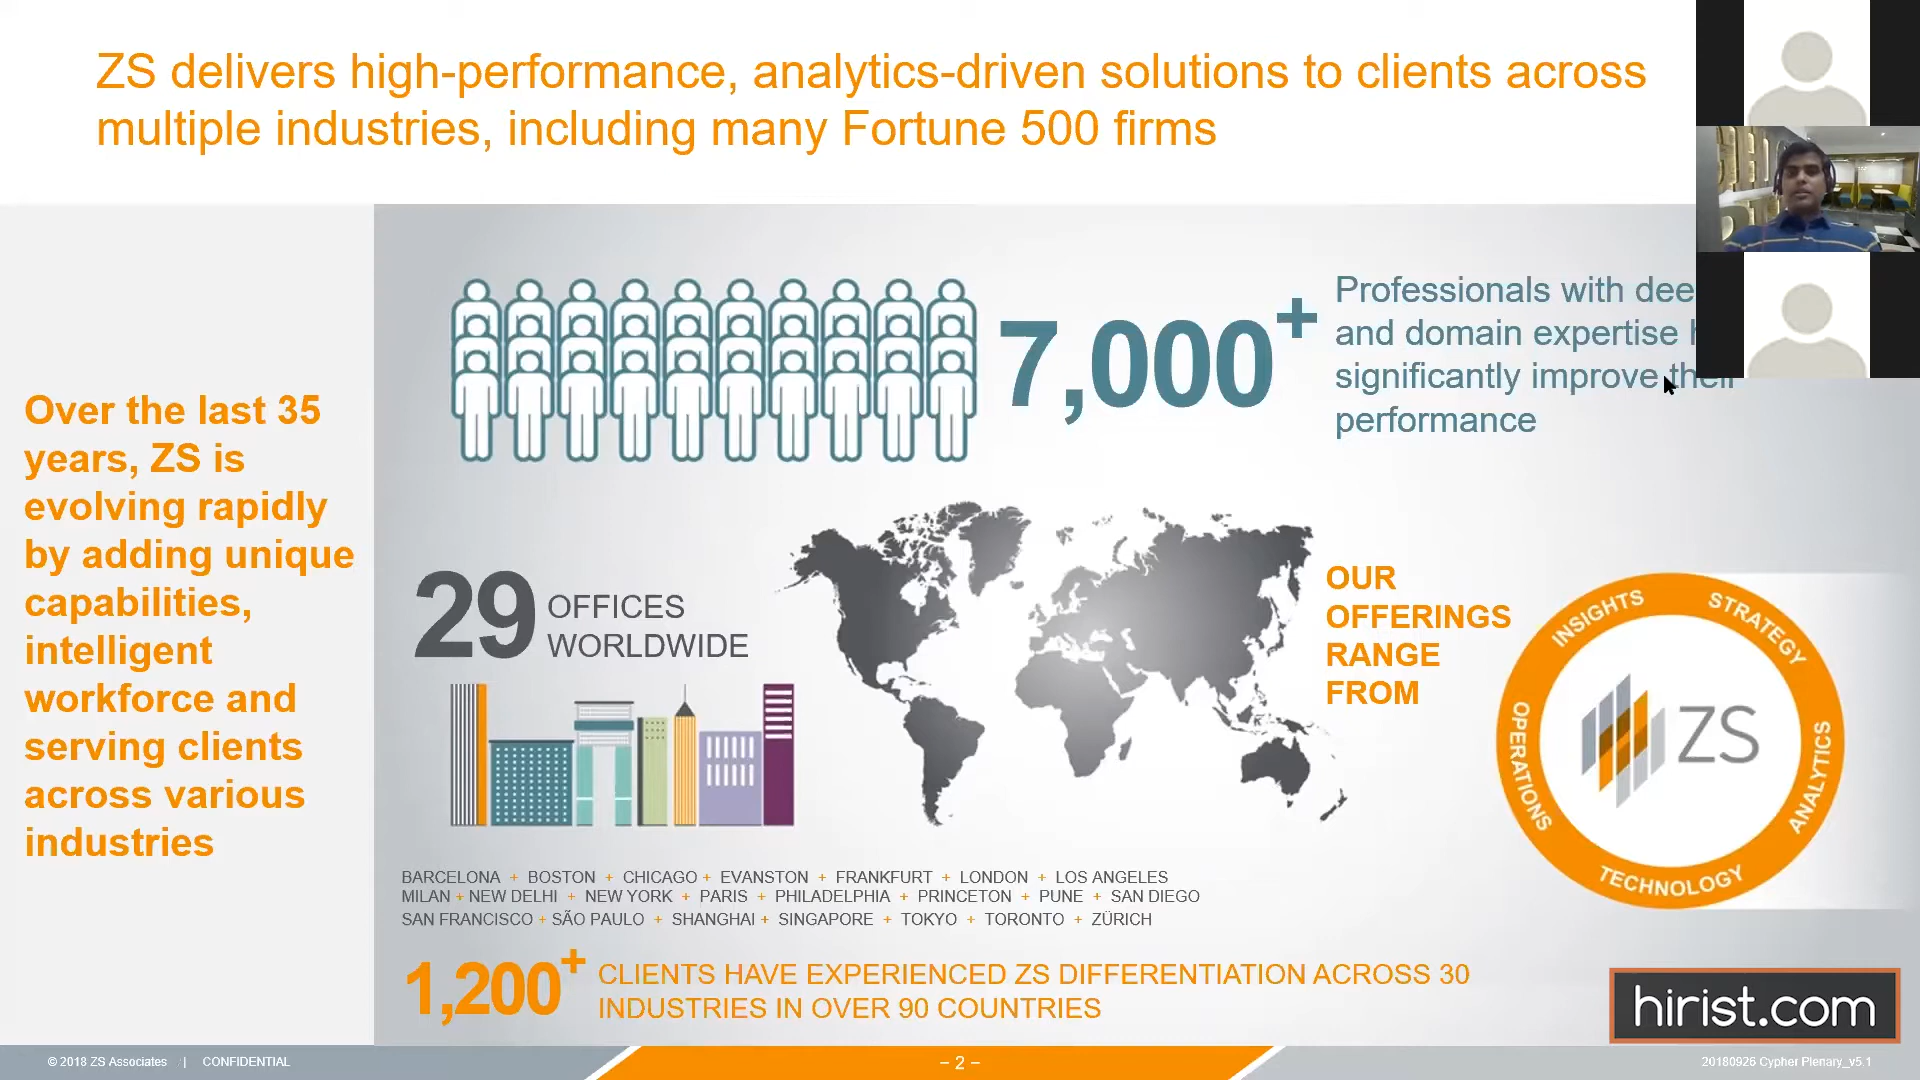 ZS delivers high-performance, analytics-driven solutions to clients across
multiple industries, including many Fortune 500 firms
Over the last 35
years, ZS is
evolving rapidly
by adding unique
capabilities,
intelligent
workforce and
serving clients
across various
industries
7,000+
Professionals with
and domain expertise
significantly improve their
performance
29
OFFICES
WORLDWIDE
OUR
OFFERINGS
RANGE
FROM
INSIGHTS
STRATEGY
ANALYTICS
TECHNOLOGY
OPERATIONS
ZS
BARCELONA + BOSTON + CHICAGO + EVANSTON + FRANKFURT + LONDON + LOS ANGELES
MILAN + NEW DELHI + NEW YORK + PARIS + PHILADELPHIA + PRINCETON + PUNE + SAN DIEGO
SAN FRANCISCO + SÃO PAULO + SHANGHAI + SINGAPORE + TOKYO + TORONTO + ZÜRICH
1,200+
CLIENTS HAVE EXPERIENCED ZS DIFFERENTIATION ACROSS 30
INDUSTRIES IN OVER 90 COUNTRIES
hirist.com
© 2018 ZS Associates | CONFIDENTIAL
– 2 –
20180926 Cypher Plenary_v5.1